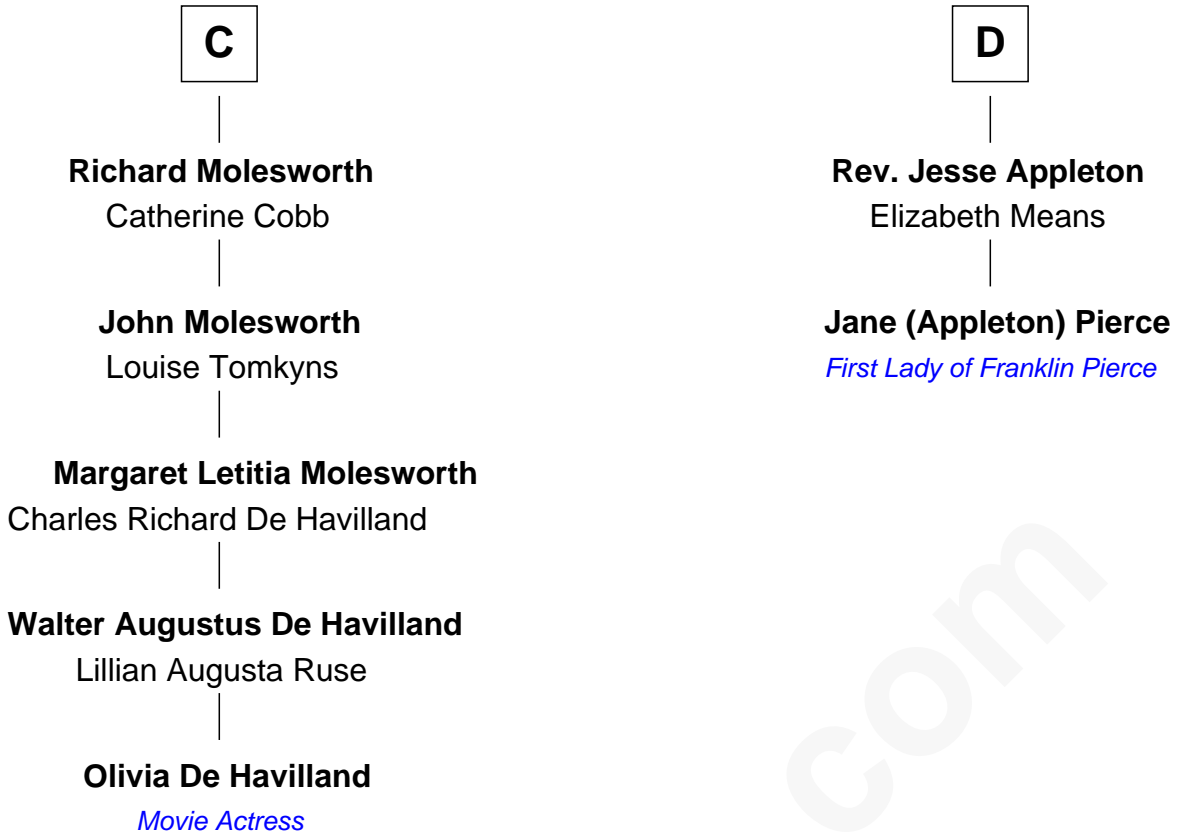 C
Richard Molesworth
Catherine Cobb
John Molesworth
Louise Tomkyns
Margaret Letitia Molesworth
Charles Richard De Havilland
Walter Augustus De Havilland
Lillian Augusta Ruse
Olivia De Havilland
Movie Actress
D
Rev. Jesse Appleton
Elizabeth Means
Jane (Appleton) Pierce
First Lady of Franklin Pierce
com